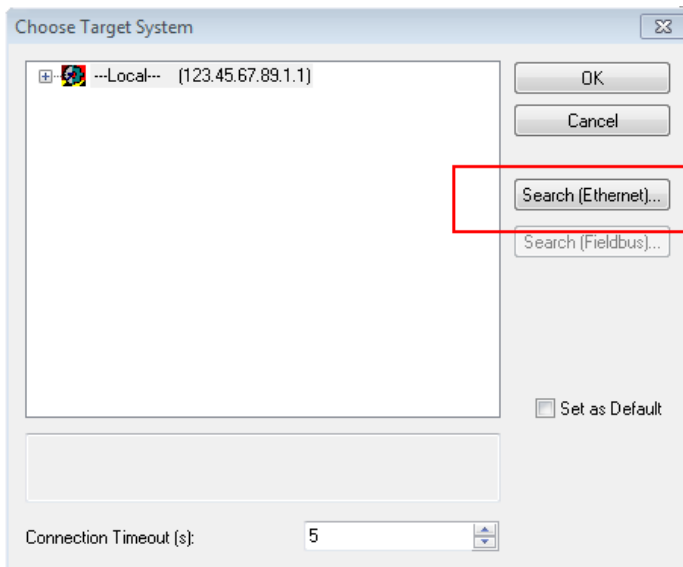 Choose Target System
---Local--- (123.45.67.89.1.1)
OK
Cancel
Search (Ethernet)...
Search (Fieldbus)...
Set as Default
Connection Timeout (s): 5